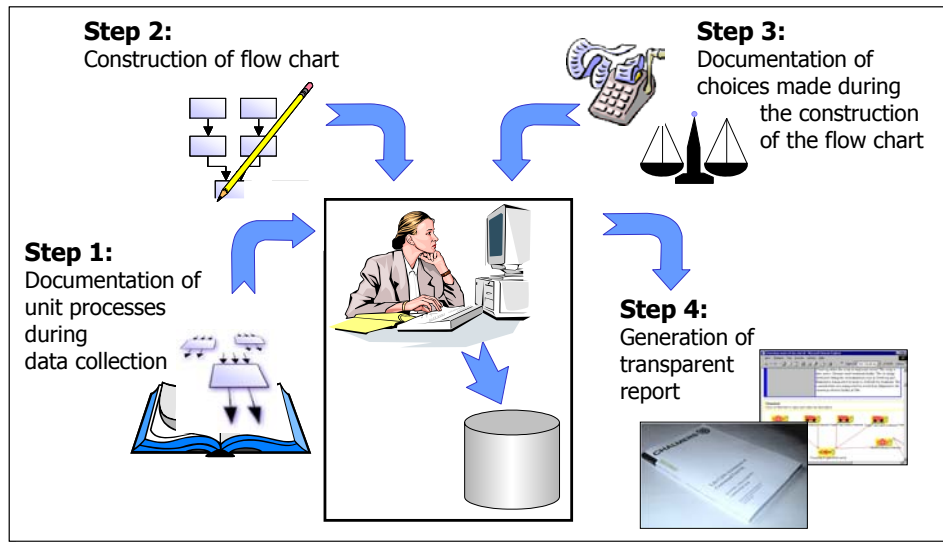 Step 2:
Construction of flow chart
Step 3:
Documentation of
choices made during
the construction
of the flow chart
Step 1:
Documentation of
unit processes
during
data collection
Step 4:
Generation of
transparent
report
CHALMERS